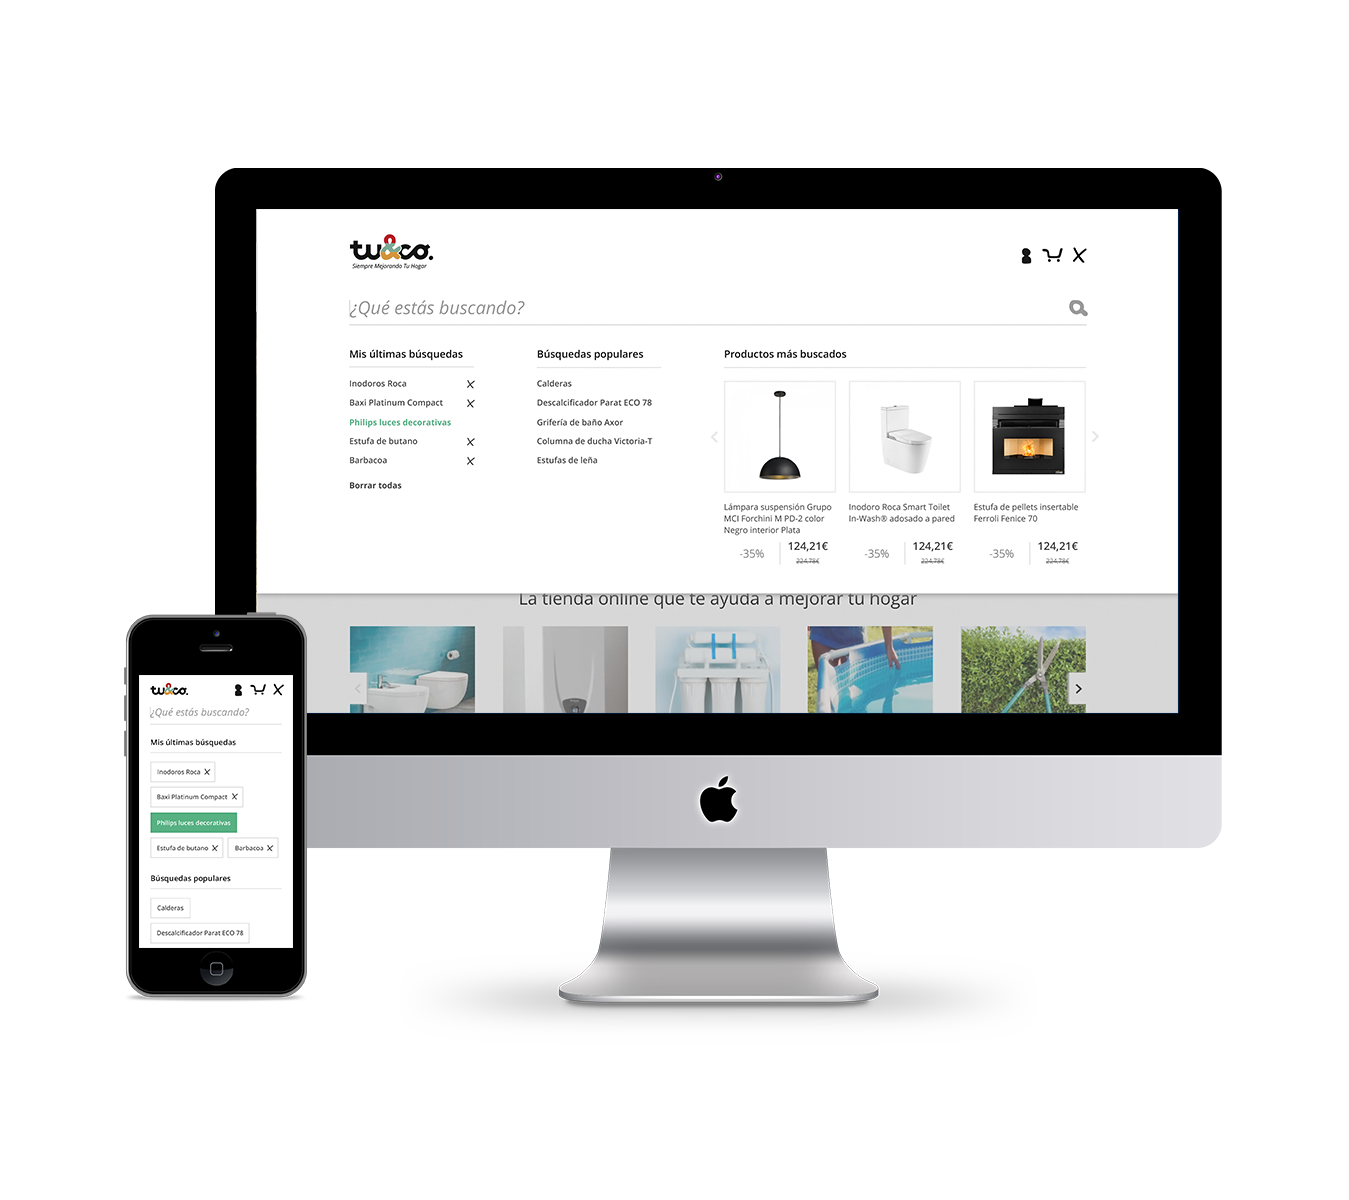 tu&co.
Siempre Mejorando Tu Hogar
¿Qué estás buscando?
Mis últimas búsquedas
Inodoros Roca
Baxi Platinum Compact
Philips luces decorativas
Estufa de butano
Barbacoa
Borrar todas
Búsquedas populares
Calderas
Descalcificador Parat ECO 78
Grifería de baño Axor
Columna de ducha Victoria-T
Estufas de leña
Productos más buscados
Lámpara suspensión Grupo
MCI Forchini M PD-2 color
Negro interior Plata
-35%
124,21€
224,78€
Inodoro Roca Smart Toilet
In-Wash® adosado a pared
-35%
124,21€
224,78€
Estufa de pellets insertable
Ferroli Fenice 70
-35%
124,21€
224,78€
La tienda online que te ayuda a mejorar tu hogar
tu&co.
¿Qué estás buscando?
Mis últimas búsquedas
Inodoros Roca
Baxi Platinum Compact
Philips luces decorativas
Estufa de butano
Barbacoa
Búsquedas populares
Calderas
Descalcificador Parat ECO 78